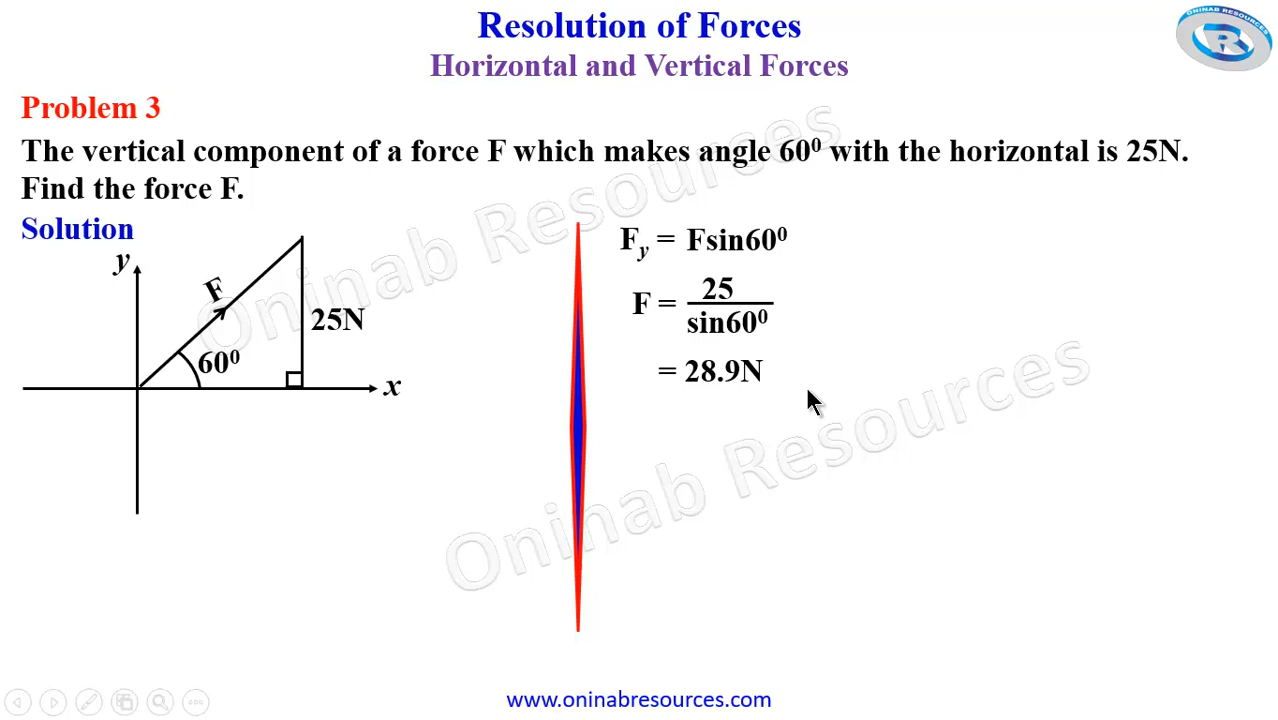 Resolution of Forces
Horizontal and Vertical Forces
ONINAB RESOURCES
R
Problem 3
The vertical component of a force F which makes angle 60⁰ with the horizontal is 25N.
Find the force F.
Solution
y
F
25N
60⁰
x
Fy = Fsin60⁰
F = 25
sin60⁰
= 28.9N
Oninab Resources
Oninab Resources
www.oninabresources.com